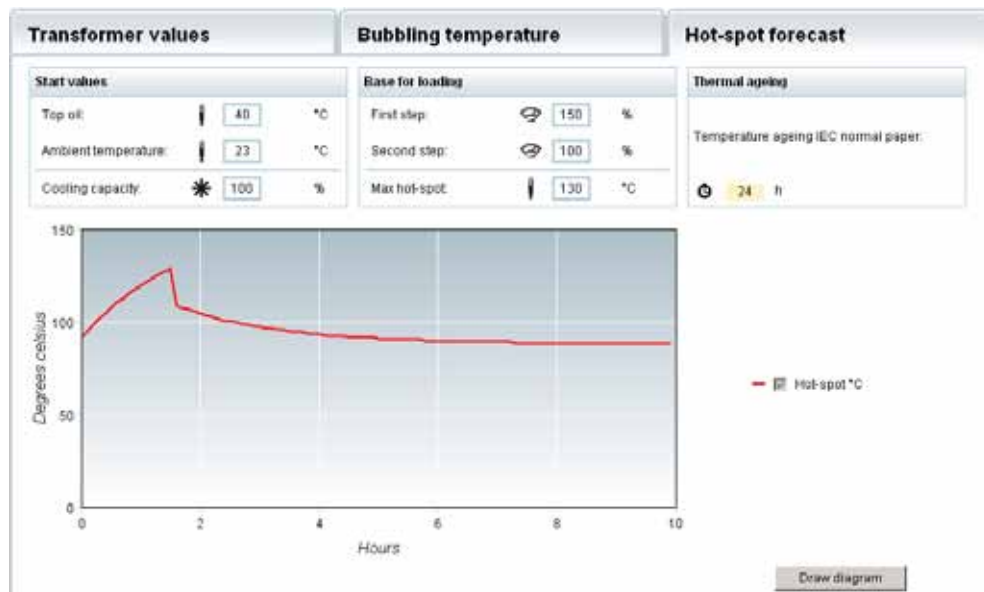 Transformer values
Bubbling temperature
Hot-spot forecast
Start values
Top oil: 40 °C
Ambient temperature: 23 °C
Cooling capacity: 100 %
Base for loading
First step: 150 %
Second step: 100 %
Max hot-spot: 130 °C
Thermal ageing
Temperature ageing IEC normal paper:
24 h
150
100
50
0
Degrees celsius
0 2 4 6 8 10
Hours
Hot-spot °C
Draw diagram